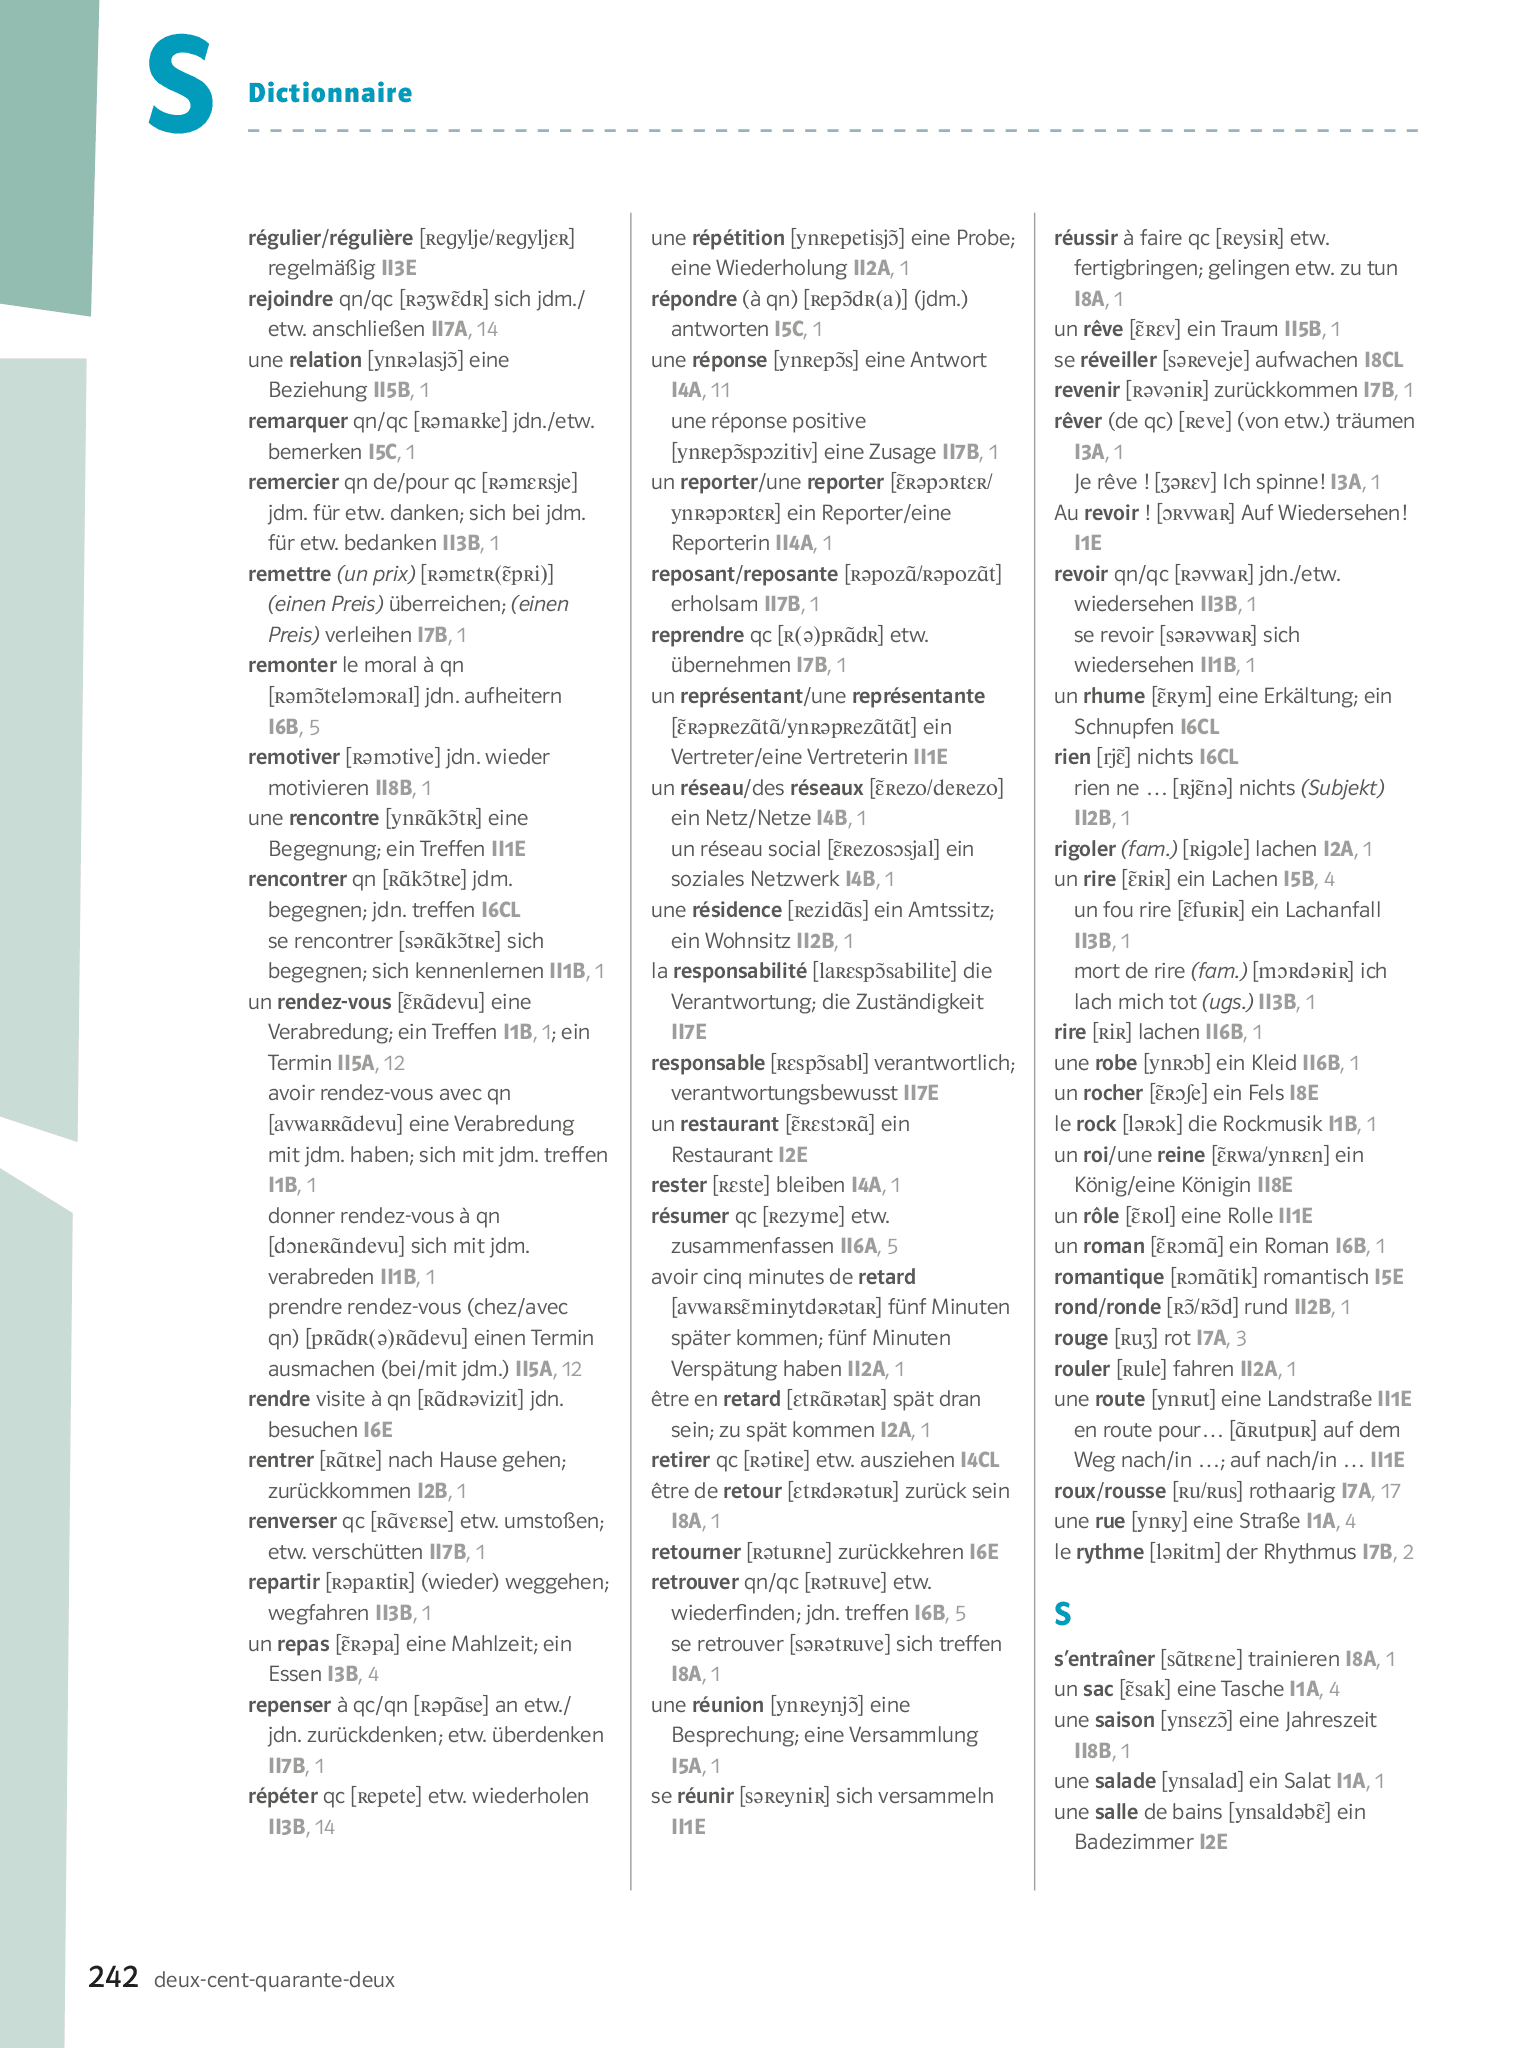 S
Dictionnaire
régulier/régulière [ʀegylje/ʀegyljɛʀ]
regelmäßig II3E
rejoindre qn/qc [ʀəʒwɛ̃dʀ] sich jdm./
etw. anschließen II7A, 14
une relation [ynʀəlasjɔ̃] eine
Beziehung II5B, 1
remarquer qn/qc [ʀəmaʀke] jdn./etw.
bemerken I5C, 1
remercier qn de/pour qc [ʀəmɛʀsje]
jdm. für etw. danken; sich bei jdm.
für etw. bedanken II3B, 1
remettre (un prix) [ʀəmɛtʀ(ɛ̃pʀi)]
(einen Preis) überreichen; (einen
Preis) verleihen I7B, 1
remonter le moral à qn
[ʀəmɔ̃teləmɔʀal] jdn. aufheitern
I6B, 5
remotiver [ʀəmɔtive] jdn. wieder
motivieren II8B, 1
une rencontre [ynʀɑ̃kɔ̃tʀ] eine
Begegnung; ein Treffen II1E
rencontrer qn [ʀɑ̃kɔ̃tʀe] jdm.
begegnen; jdn. treffen I6CL
se rencontrer [səʀɑ̃kɔ̃tʀe] sich
begegnen; sich kennenlernen II1B, 1
un rendez-vous [ɛ̃ʀɑ̃devu] eine
Verabredung; ein Treffen I1B, 1; ein
Termin II5A, 12
avoir rendez-vous avec qn
[avwaʀʀɑ̃devu] eine Verabredung
mit jdm. haben; sich mit jdm. treffen
I1B, 1
donner rendez-vous à qn
[dɔneʀɑ̃ndevu] sich mit jdm.
verabreden II1B, 1
prendre rendez-vous (chez/avec
qn) [pʀɑ̃dʀ(ə)ʀɑ̃devu] einen Termin
ausmachen (bei/mit jdm.) II5A, 12
rendre visite à qn [ʀɑ̃dʀəvizit] jdn.
besuchen I6E
rentrer [ʀɑ̃tʀe] nach Hause gehen;
zurückkommen I2B, 1
renverser qc [ʀɑ̃vɛʀse] etw. umstoßen;
etw. verschütten II7B, 1
repartir [ʀəpaʀtiʀ] (wieder) weggehen;
wegfahren II3B, 1
un repas [ɛ̃ʀəpa] eine Mahlzeit; ein
Essen I3B, 4
repenser à qc/qn [ʀəpɑ̃se] an etw./
jdn. zurückdenken; etw. überdenken
II7B, 1
répéter qc [ʀepete] etw. wiederholen
II3B, 14
une répétition [ynʀepetisjɔ̃] eine Probe;
eine Wiederholung II2A, 1
répondre (à qn) [ʀepɔ̃dʀ(a)] (jdm.)
antworten I5C, 1
une réponse [ynʀepɔ̃s] eine Antwort
I4A, 11
une réponse positive
[ynʀepɔ̃spɔzitiv] eine Zusage II7B, 1
un reporter/une reporter [ɛ̃ʀəpɔʀtɛʀ/
ynʀəpɔʀtɛʀ] ein Reporter/eine
Reporterin II4A, 1
reposant/reposante [ʀəpozɑ̃/ʀəpozɑ̃t]
erholsam II7B, 1
reprendre qc [ʀ(ə)pʀɑ̃dʀ] etw.
übernehmen I7B, 1
un représentant/une représentante
[ɛ̃ʀəpʀezɑ̃tɑ̃/ynʀəpʀezɑ̃tɑ̃t] ein
Vertreter/eine Vertreterin II1E
un réseau/des réseaux [ɛ̃ʀezo/deʀezo]
ein Netz/Netze I4B, 1
un réseau social [ɛ̃ʀezosɔsjal] ein
soziales Netzwerk I4B, 1
une résidence [ʀezidɑ̃s] ein Amtssitz;
ein Wohnsitz II2B, 1
la responsabilité [laʀɛspɔ̃sabilite] die
Verantwortung; die Zuständigkeit
II7E
responsable [ʀɛspɔ̃sabl] verantwortlich;
verantwortungsbewusst II7E
un restaurant [ɛ̃ʀɛstɔʀɑ̃] ein
Restaurant I2E
rester [ʀɛste] bleiben I4A, 1
résumer qc [ʀezyme] etw.
zusammenfassen II6A, 5
avoir cinq minutes de retard
[avwaʀsɛ̃minytdəʀətaʀ] fünf Minuten
später kommen; fünf Minuten
Verspätung haben II2A, 1
être en retard [ɛtʀɑ̃ʀətaʀ] spät dran
sein; zu spät kommen I2A, 1
retirer qc [ʀətiʀe] etw. ausziehen I4CL
être de retour [ɛtʀdəʀətuʀ] zurück sein
I8A, 1
retourner [ʀətuʀne] zurückkehren I6E
retrouver qn/qc [ʀətʀuve] etw.
wiederfinden; jdn. treffen I6B, 5
se retrouver [səʀətʀuve] sich treffen
I8A, 1
une réunion [ynʀeynjɔ̃] eine
Besprechung; eine Versammlung
I5A, 1
se réunir [səʀeyniʀ] sich versammeln
II1E
réussir à faire qc [ʀeysiʀ] etw.
fertigbringen; gelingen etw. zu tun
I8A, 1
un rêve [ɛ̃ʀɛv] ein Traum II5B, 1
se réveiller [səʀeveje] aufwachen I8CL
revenir [ʀəvəniʀ] zurückkommen I7B, 1
rêver (de qc) [ʀeve] (von etw.) träumen
I3A, 1
Je rêve ! [ʒəʀɛv] Ich spinne! I3A, 1
Au revoir ! [ɔʀvwaʀ] Auf Wiedersehen!
I1E
revoir qn/qc [ʀəvwaʀ] jdn./etw.
wiedersehen II3B, 1
se revoir [səʀəvwaʀ] sich
wiedersehen II1B, 1
un rhume [ɛ̃ʀym] eine Erkältung; ein
Schnupfen I6CL
rien [rjɛ̃] nichts I6CL
rien ne … [ʀjɛ̃nə] nichts (Subjekt)
II2B, 1
rigoler (fam.) [ʀigɔle] lachen I2A, 1
un rire [ɛ̃ʀiʀ] ein Lachen I5B, 4
un fou rire [ɛ̃fuʀiʀ] ein Lachanfall
II3B, 1
mort de rire (fam.) [mɔʀdəʀiʀ] ich
lach mich tot (ugs.) II3B, 1
rire [ʀiʀ] lachen II6B, 1
une robe [ynʀɔb] ein Kleid II6B, 1
un rocher [ɛ̃ʀɔʃe] ein Fels I8E
le rock [ləʀɔk] die Rockmusik I1B, 1
un roi/une reine [ɛ̃ʀwa/ynʀɛn] ein
König/eine Königin II8E
un rôle [ɛ̃ʀol] eine Rolle II1E
un roman [ɛ̃ʀɔmɑ̃] ein Roman I6B, 1
romantique [ʀɔmɑ̃tik] romantisch I5E
rond/ronde [ʀɔ̃/ʀɔ̃d] rund II2B, 1
rouge [ʀuʒ] rot I7A, 3
rouler [ʀule] fahren II2A, 1
une route [ynʀut] eine Landstraße II1E
en route pour… [ɑ̃ʀutpuʀ] auf dem
Weg nach/in …; auf nach/in … II1E
roux/rousse [ʀu/ʀus] rothaarig I7A, 17
une rue [ynʀy] eine Straße I1A, 4
le rythme [ləʀitm] der Rhythmus I7B, 2
S
s’entraîner [sɑ̃tʀɛne] trainieren I8A, 1
un sac [ɛ̃sak] eine Tasche I1A, 4
une saison [ynsɛzɔ̃] eine Jahreszeit
II8B, 1
une salade [ynsalad] ein Salat I1A, 1
une salle de bains [ynsaldəbɛ̃] ein
Badezimmer I2E
242 deux-cent-quarante-deux